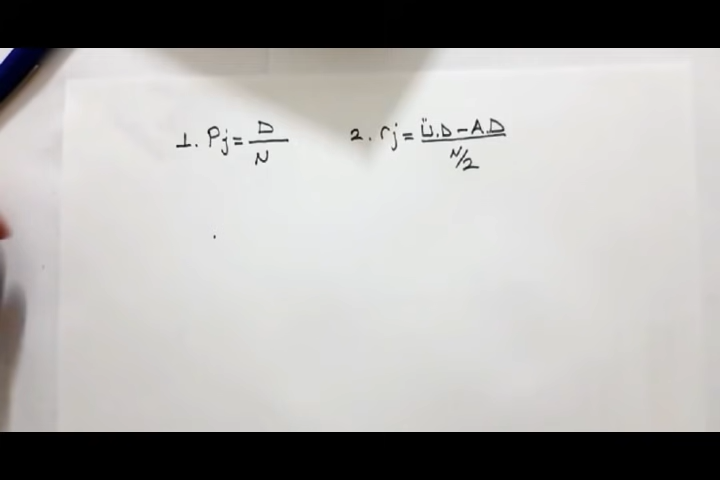 1. Pj = D/N 2. rj = Ü.D - A.D / N/2